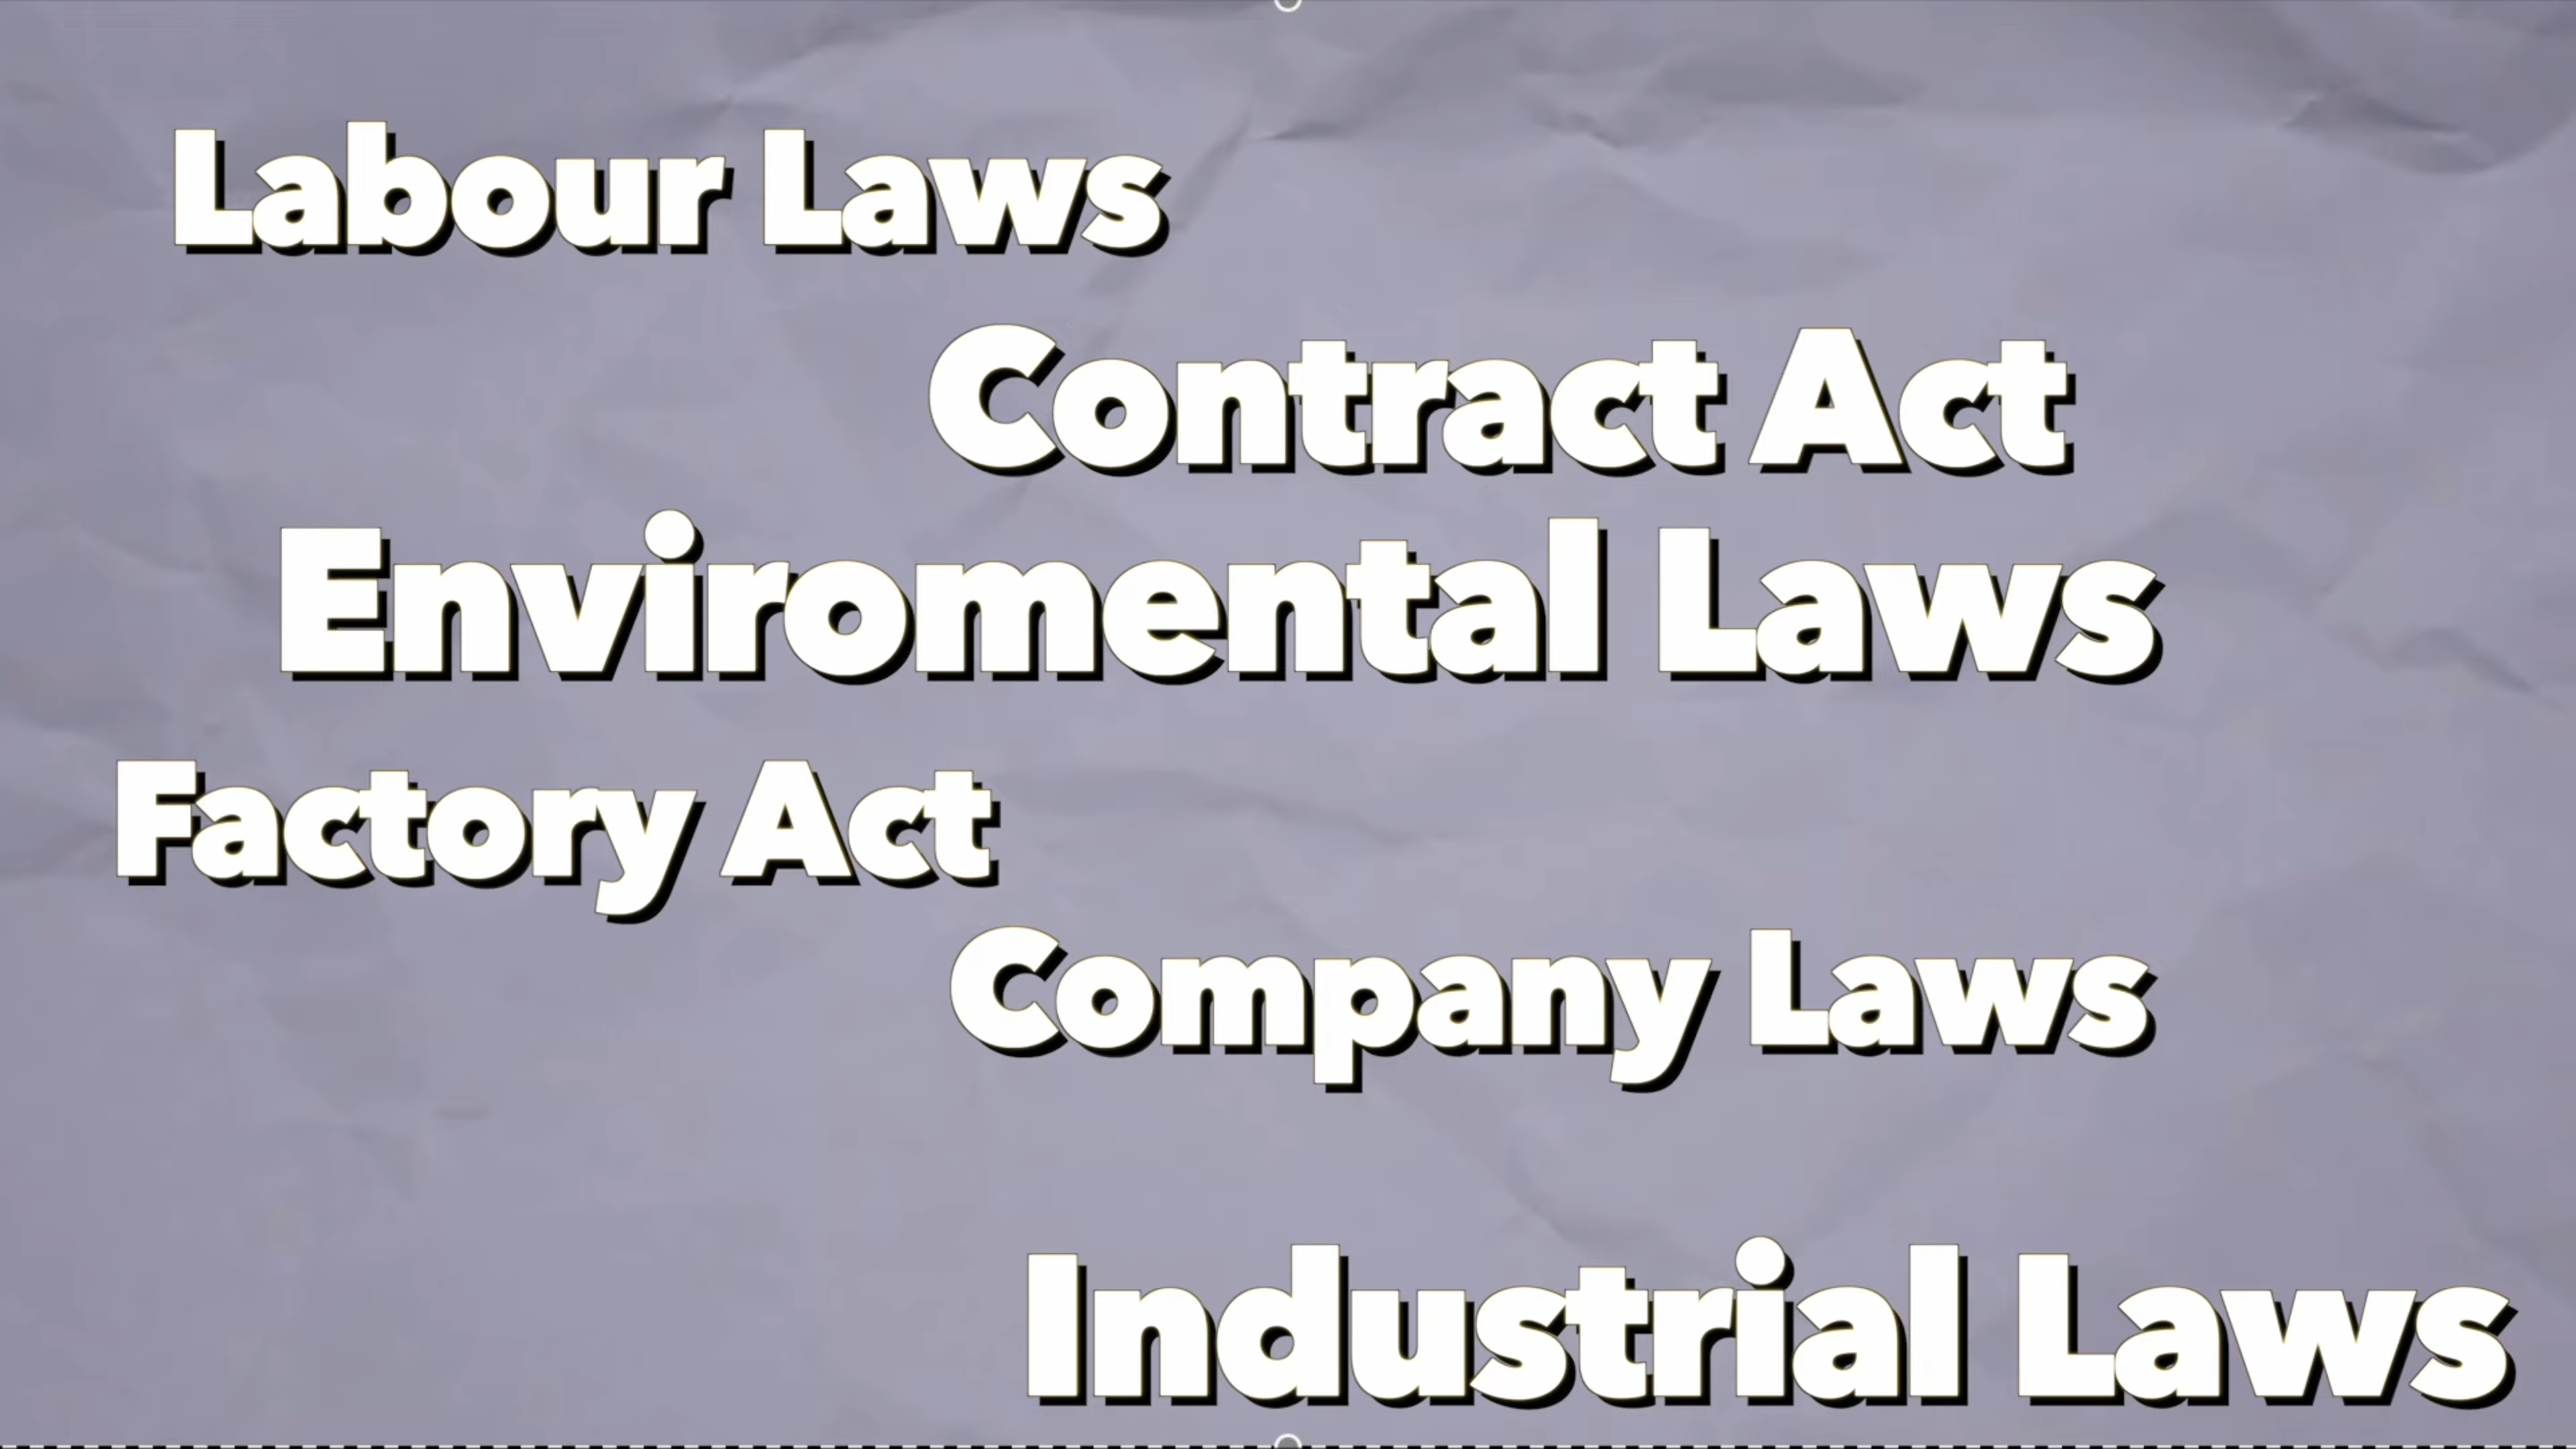 Labour Laws
Contract Act
Enviromental Laws
Factory Act
Company Laws
Industrial Laws